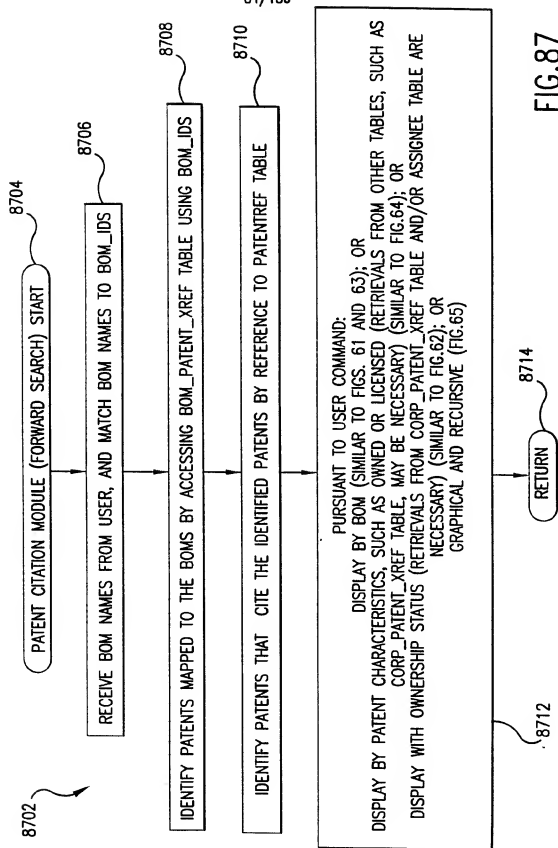 8702
PATENT CITATION MODULE (FORWARD SEARCH) START
8704
RECEIVE BOM NAMES FROM USER, AND MATCH BOM NAMES TO BOM_IDS
8706
IDENTIFY PATENTS MAPPED TO THE BOMS BY ACCESSING BOM_PATENT_XREF TABLE USING BOM_IDS
8708
IDENTIFY PATENTS THAT CITE THE IDENTIFIED PATENTS BY REFERENCE TO PATENTREF TABLE
8710
PURSUANT TO USER COMMAND:
DISPLAY BY BOM (SIMILAR TO FIGS. 61 AND 63); OR
DISPLAY BY PATENT CHARACTERISTICS, SUCH AS OWNED OR LICENSED (RETRIEVALS FROM OTHER TABLES, SUCH AS
CORP_PATENT_XREF TABLE, MAY BE NECESSARY) (SIMILAR TO FIG.64); OR
DISPLAY WITH OWNERSHIP STATUS (RETRIEVALS FROM CORP_PATENT_XREF TABLE AND/OR ASSIGNEE TABLE ARE
NECESSARY) (SIMILAR TO FIG.62); OR
GRAPHICAL AND RECURSIVE (FIG.65)
8712
RETURN
8714
FIG.87